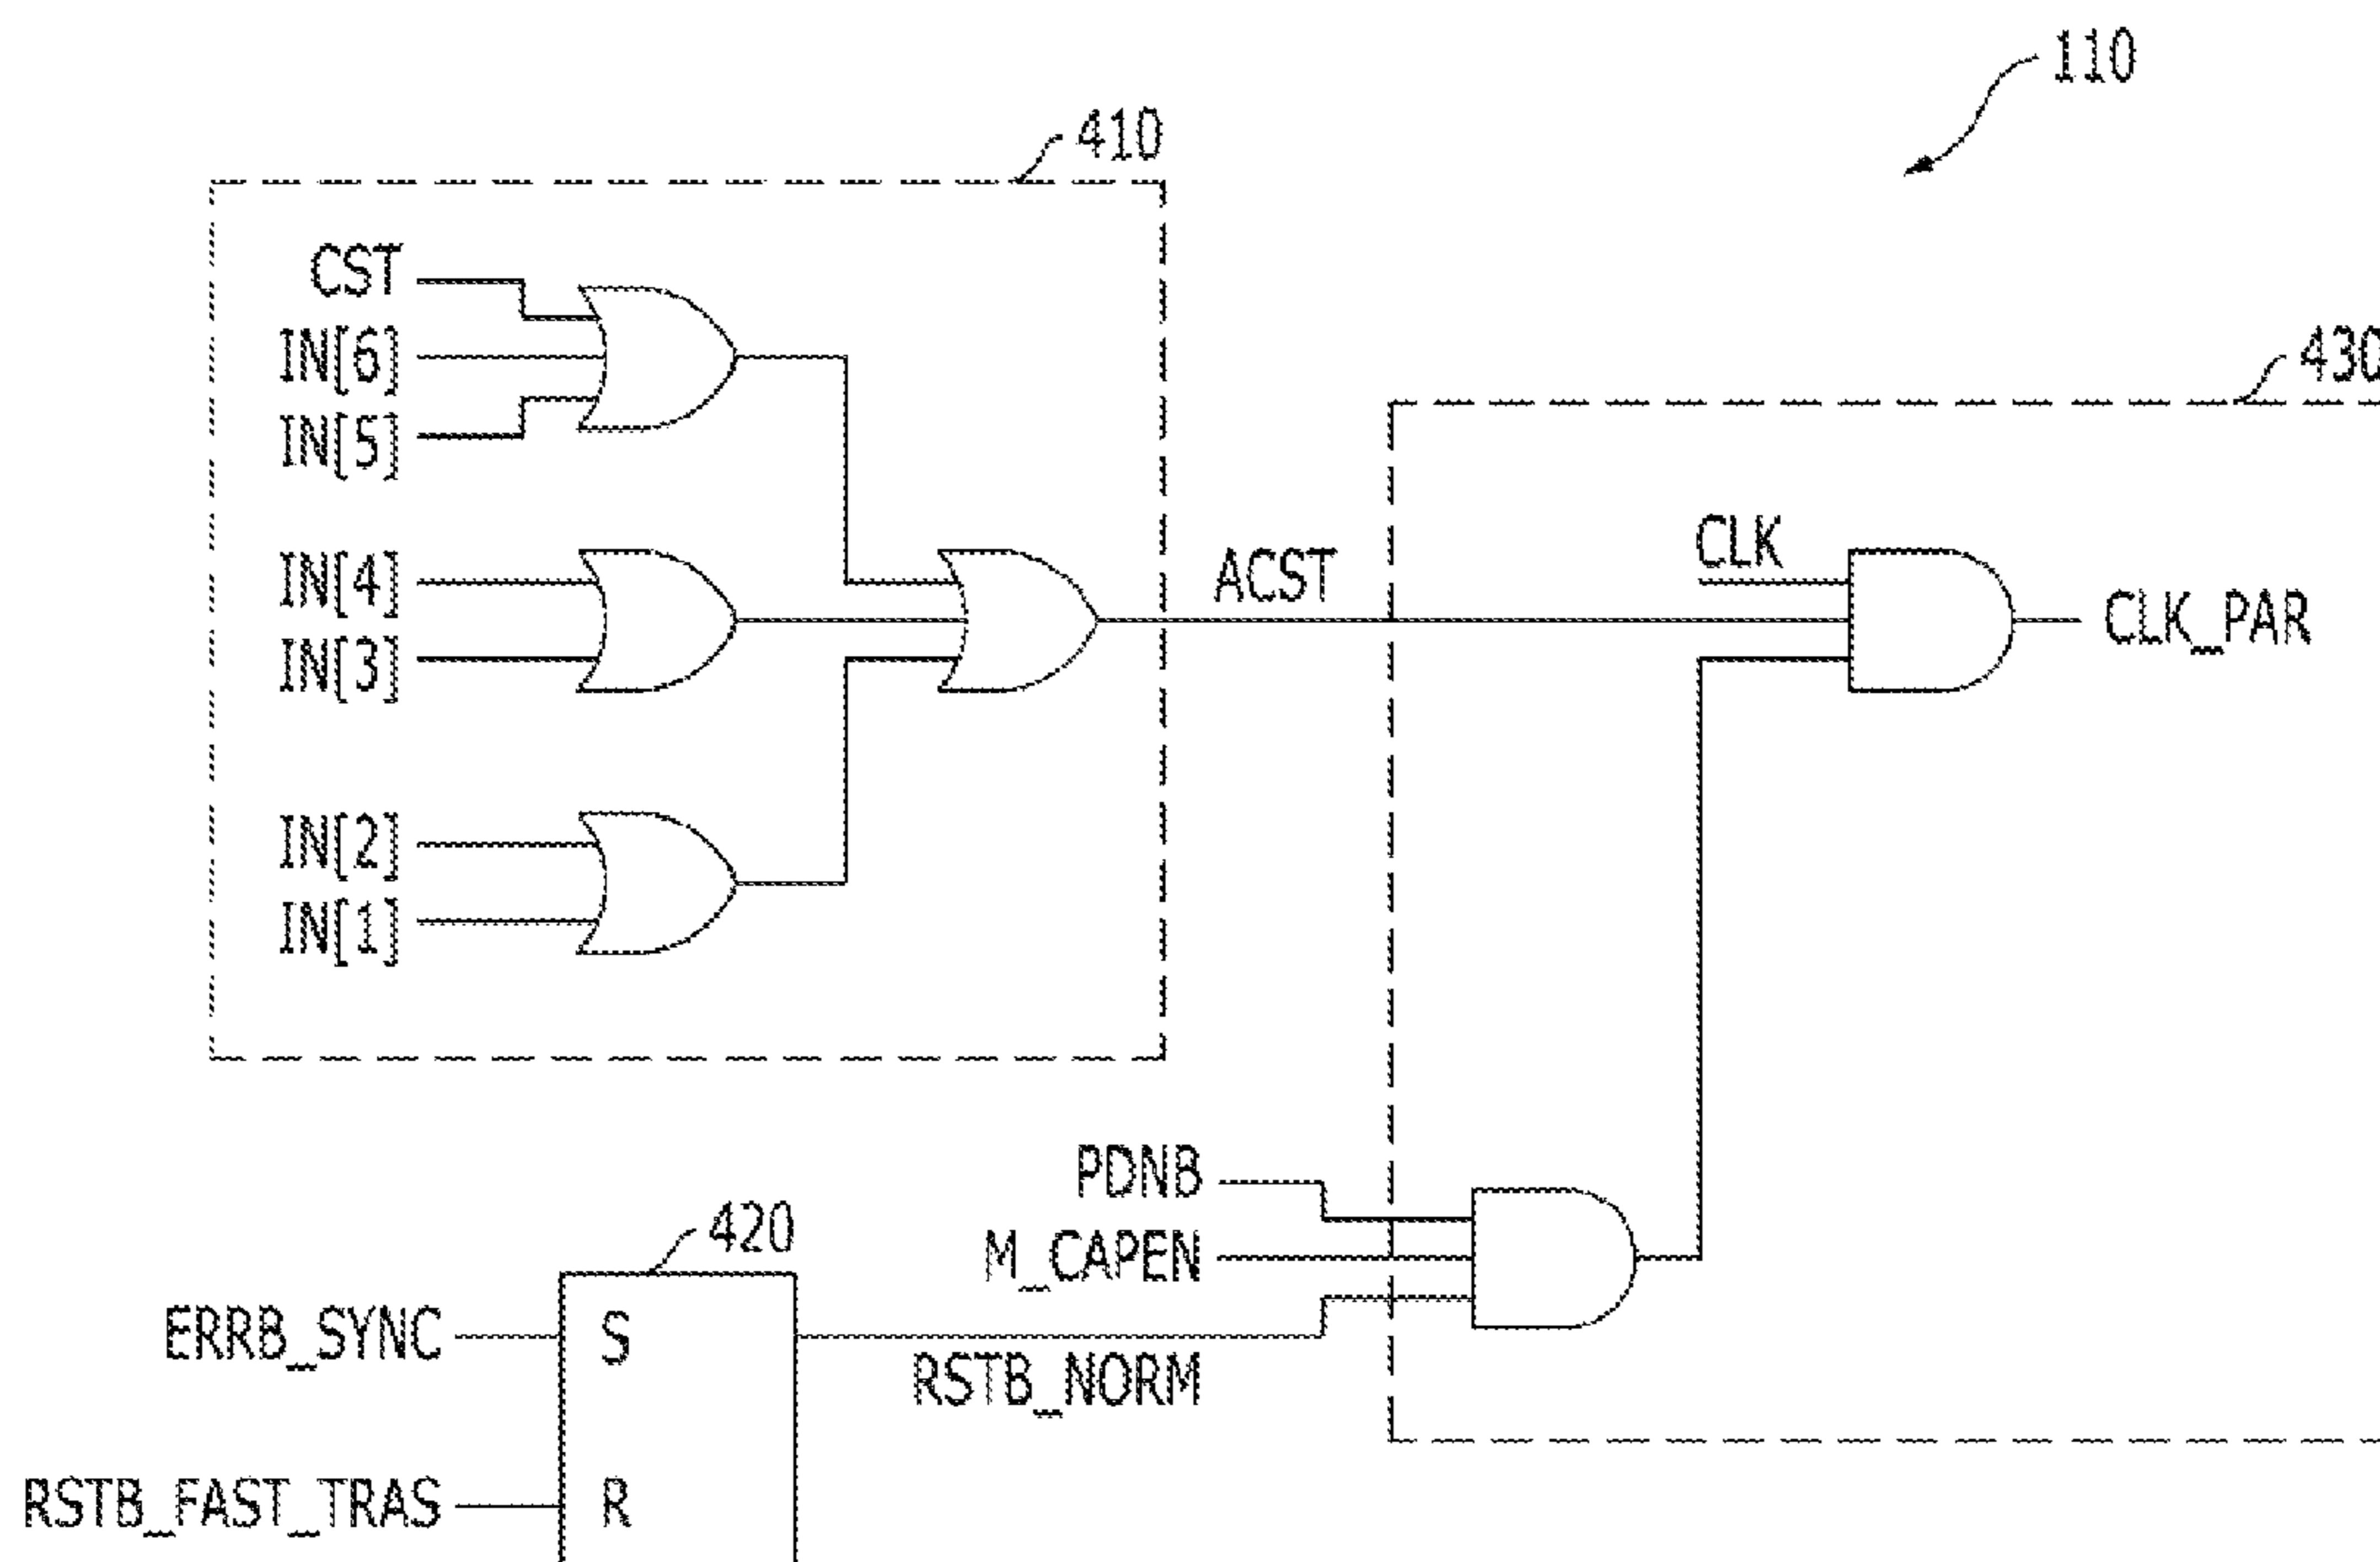 110
410
CST
IN[6]
IN[5]
430
IN[4]
IN[3]
ACST
CLK
CLK_PAR
IN[2]
IN[1]
PDNB
M_CAPEN
420
ERRB_SYNC
S
RSTB_NORM
RSTB_FAST_TRAS
R